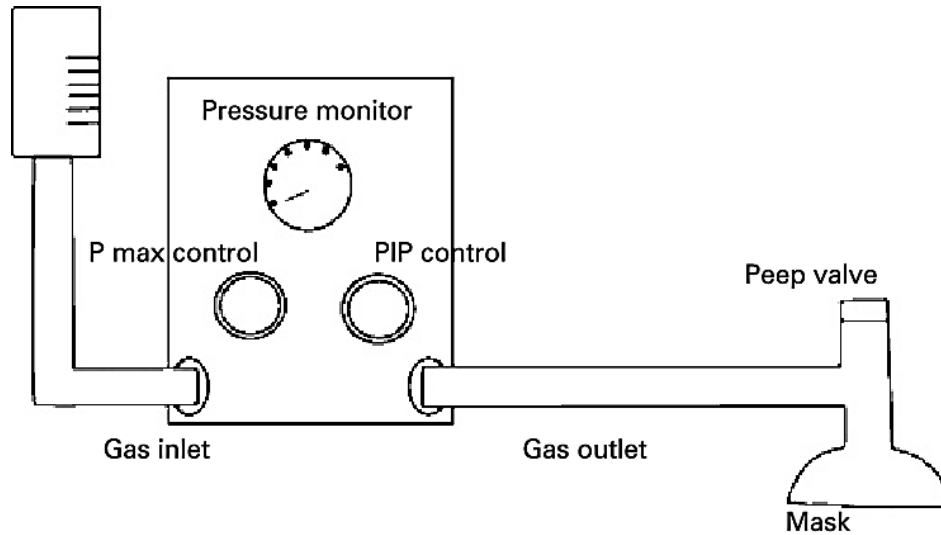 Pressure monitor
P max control
PIP control
Peep valve
Gas inlet
Gas outlet
Mask